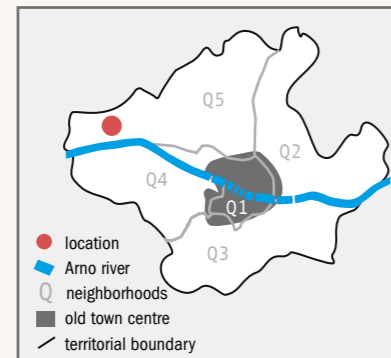 Q5
Q2
Q4
Q1
Q3
location
Arno river
Q neighborhoods
old town centre
territorial boundary